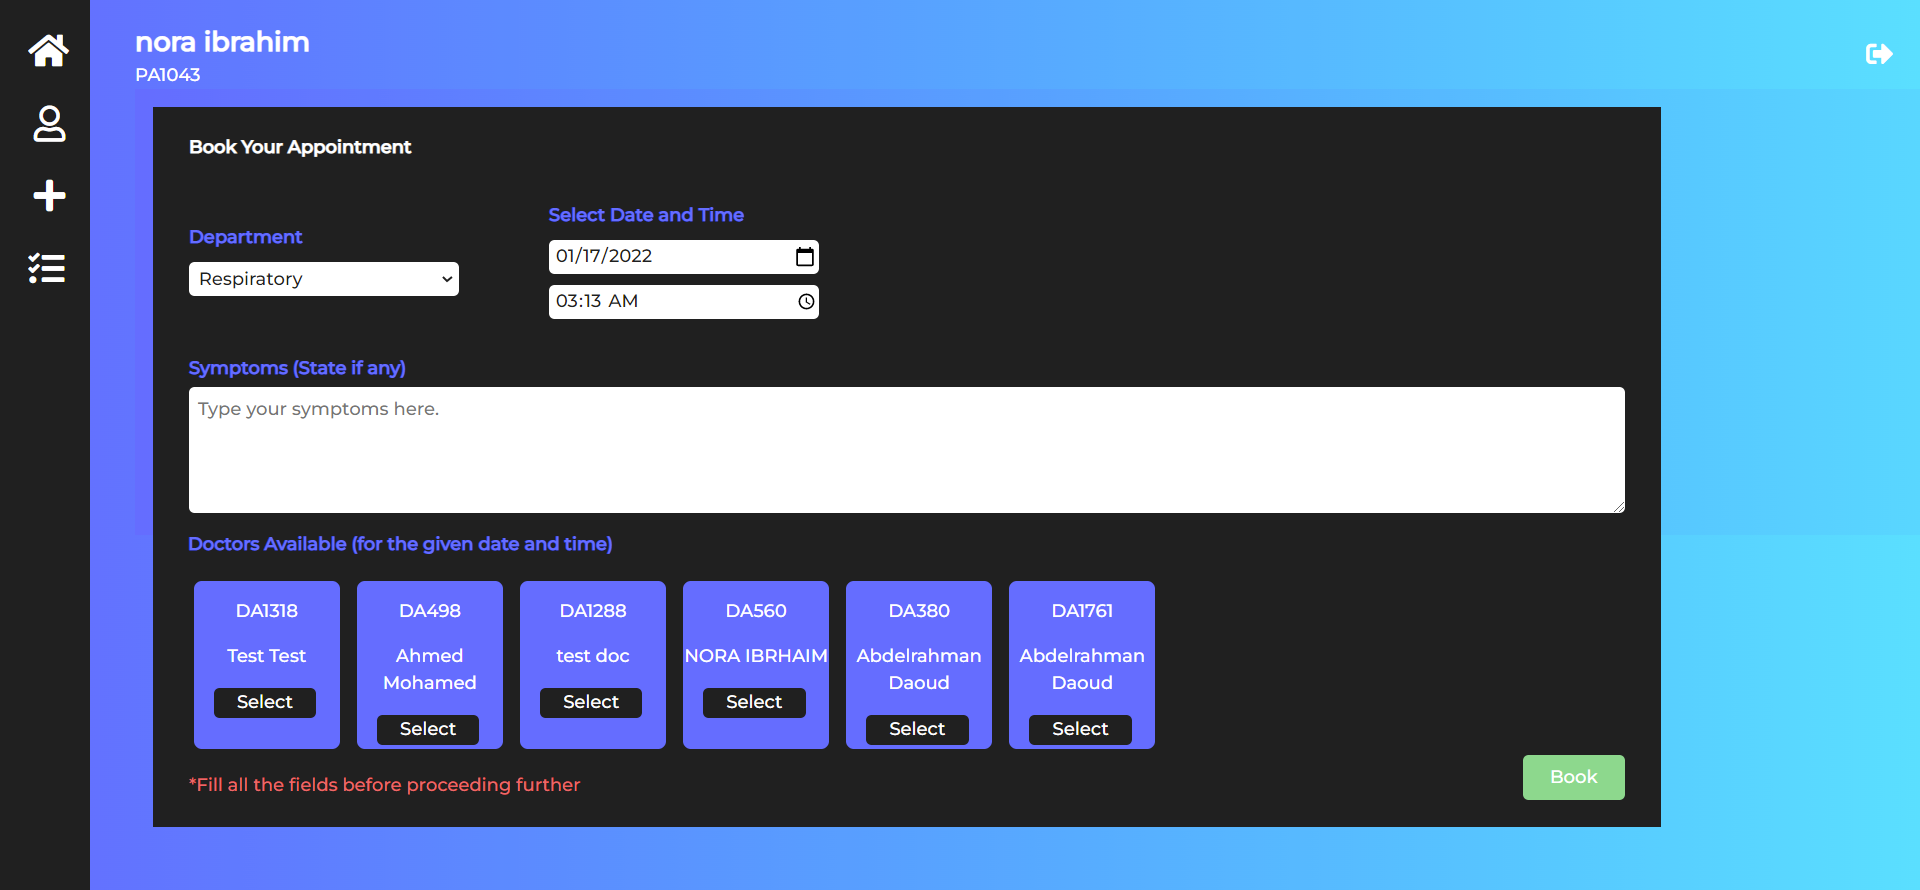 nora ibrahim
PA1043
Book Your Appointment
Department
Respiratory
Select Date and Time
01/17/2022
03:13 AM
Symptoms (State if any)
Type your symptoms here.
Doctors Available (for the given date and time)
DA1318
Test Test
Select
DA498
Ahmed
Mohamed
Select
DA1288
test doc
Select
DA560
NORA IBRHAIM
Select
DA380
Abdelrahman
Daoud
Select
DA1761
Abdelrahman
Daoud
Select
*Fill all the fields before proceeding further
Book